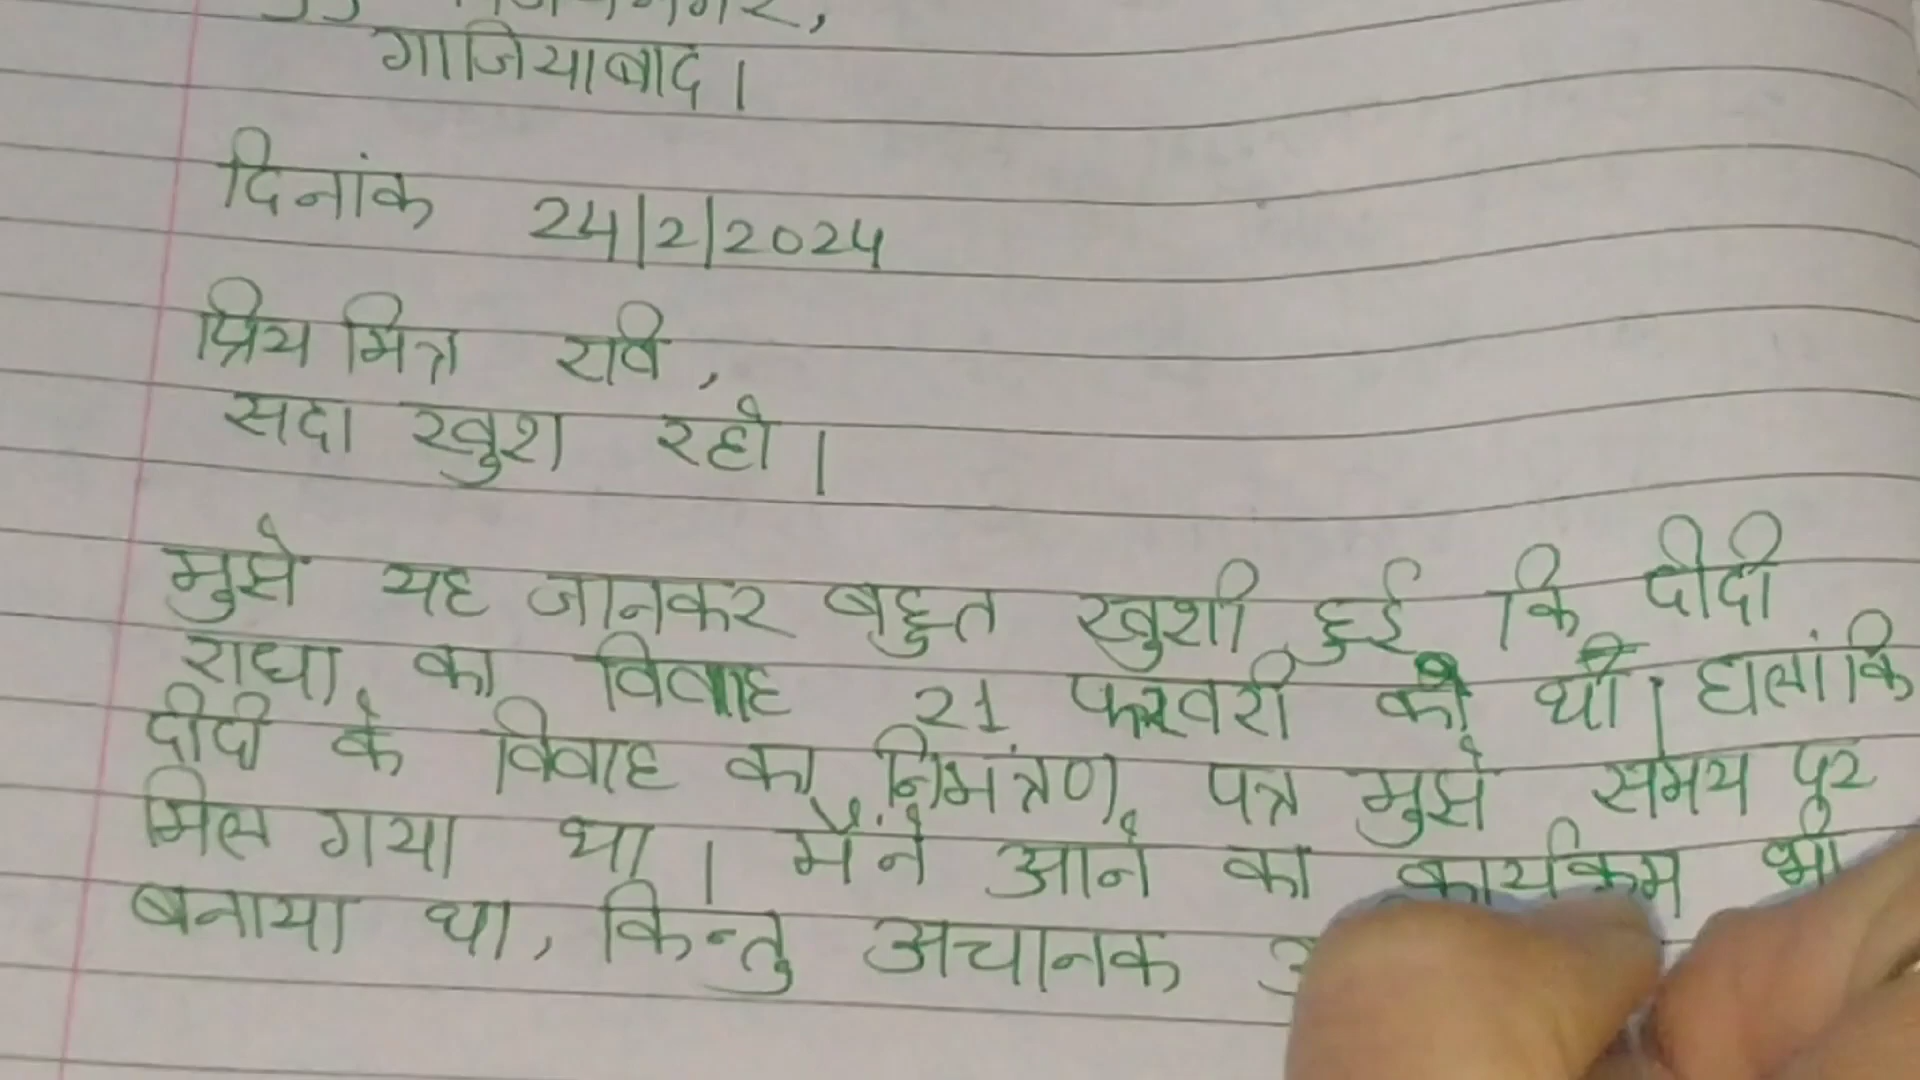 गाजियाबाद।
दिनांक 24/2/2024
प्रिय मित्र रवि,
सदा खुश रहो।
मुझे यह जानकर बहुत खुशी हुई कि दीदी
राधा का विवाह 21 फरवरी को थी। हालांकि
दीदी के विवाह का निमंत्रण पत्र मुझे समय पर
मिल गया था। मैंने आने का कार्यक्रम भी
बनाया था, किन्तु अचानक